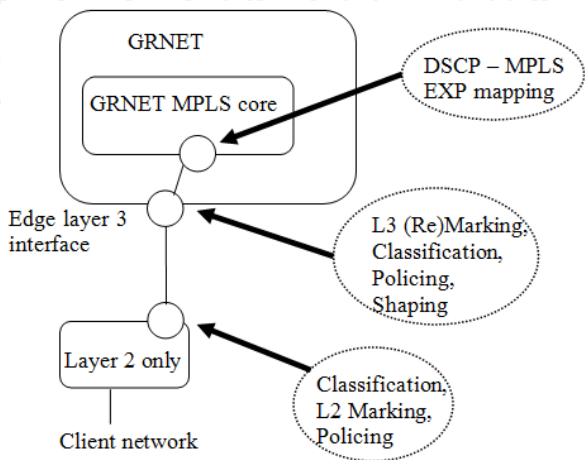 GRNET
GRNET MPLS core
DSCP – MPLS
EXP mapping
Edge layer 3
interface
L3 (Re)Marking,
Classification,
Policing,
Shaping
Layer 2 only
Classification,
L2 Marking,
Policing
Client network